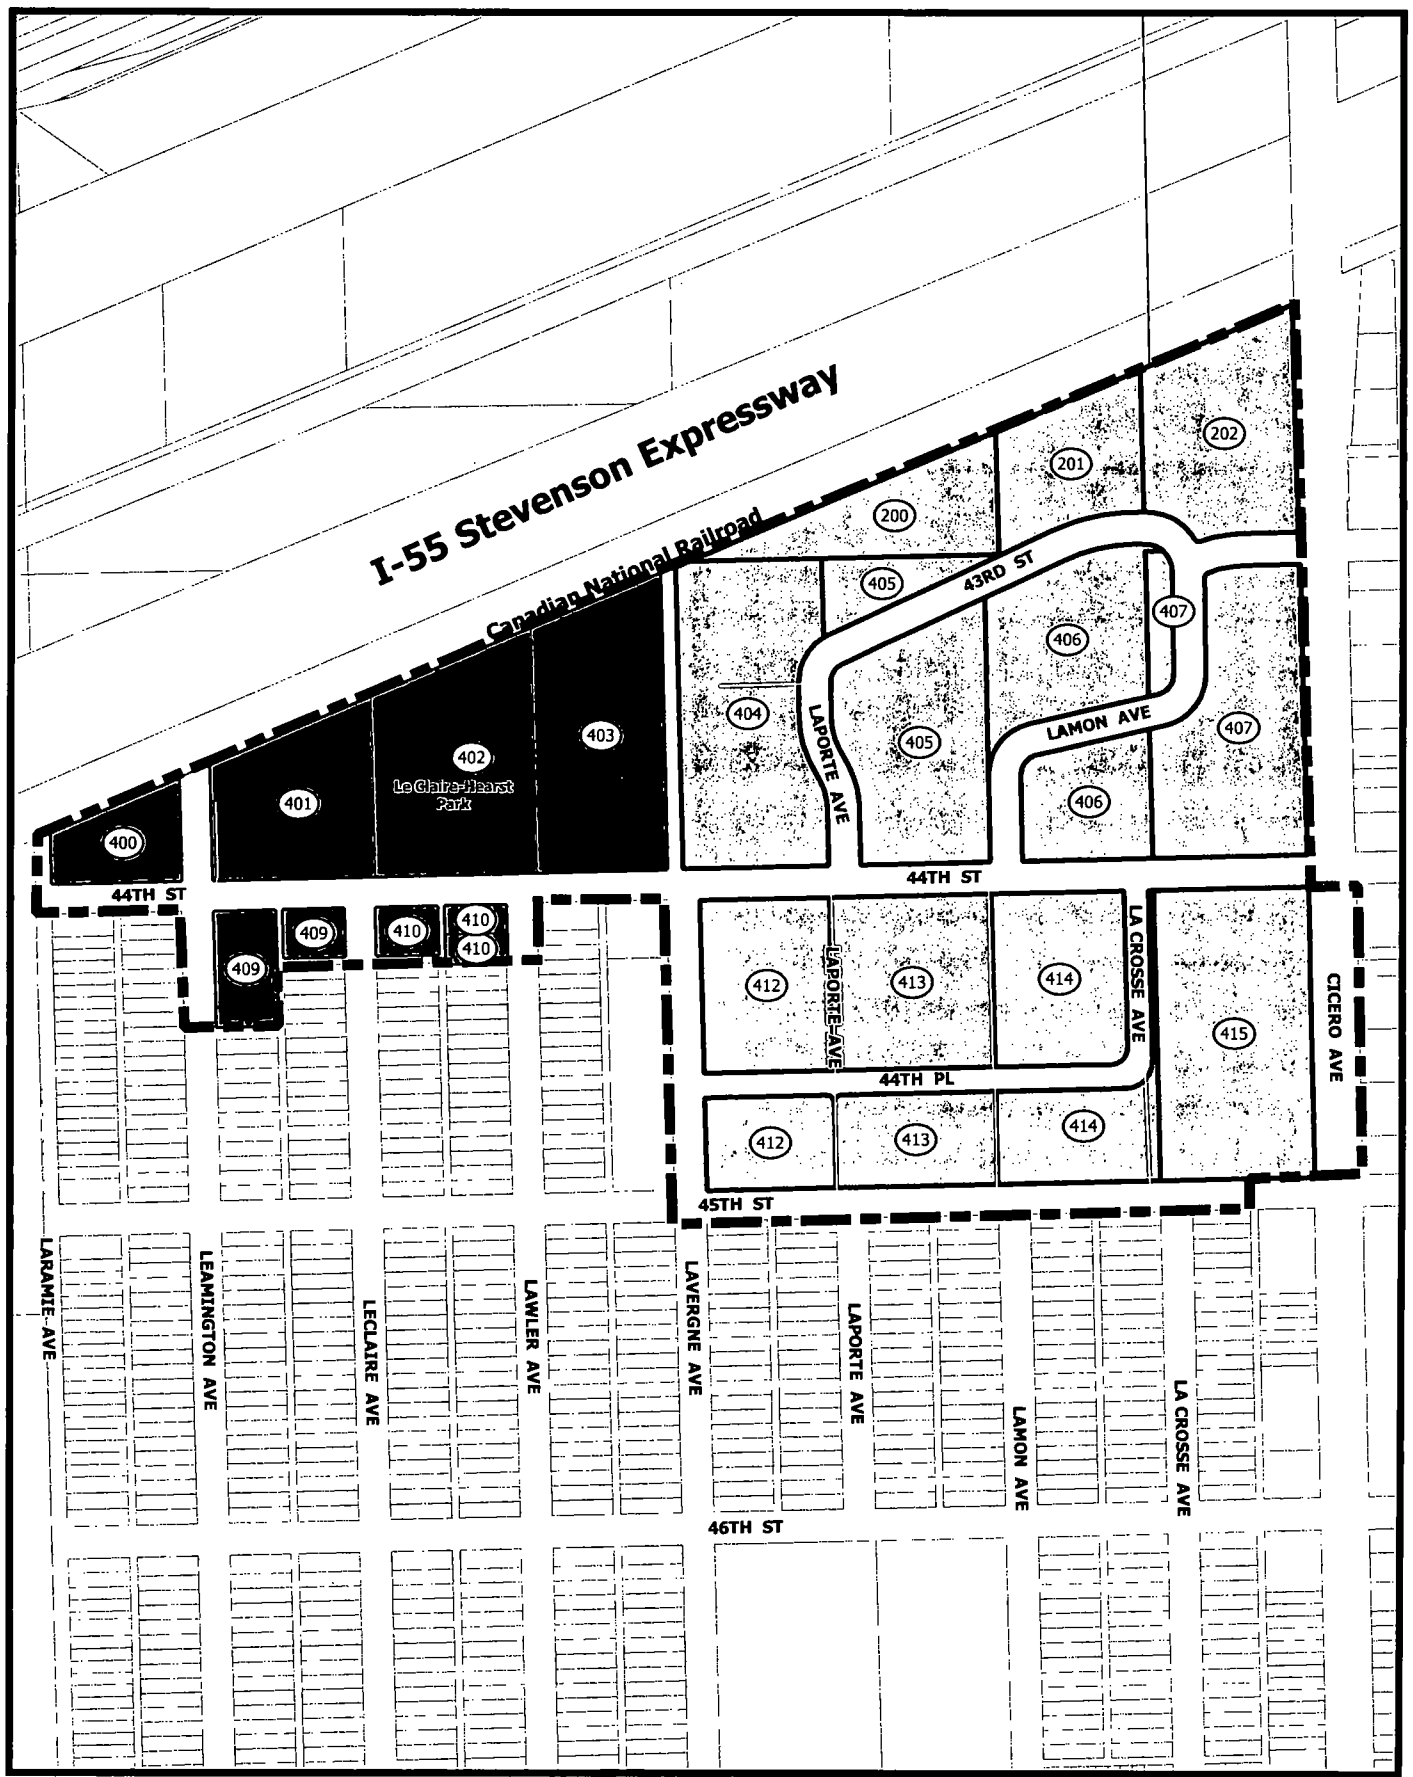 I-55 Stevenson Expressway
Canadian National Railroad
202
201
200
405
43RD ST
407
406
404
LAPORTE AVE
405
LAMON AVE
407
403
402
Le Claire-Hearst
Park
401
406
400
44TH ST
44TH ST
409
410
410
410
409
412
LAPORTE AVE
413
414
LA CROSSE AVE
415
CICERO AVE
44TH PL
412
413
414
45TH ST
LARAMIE AVE
LEAMINGTON AVE
LECLAIRE AVE
LAWLER AVE
LAVERGNE AVE
LAPORTE AVE
LAMON AVE
LA CROSSE AVE
46TH ST